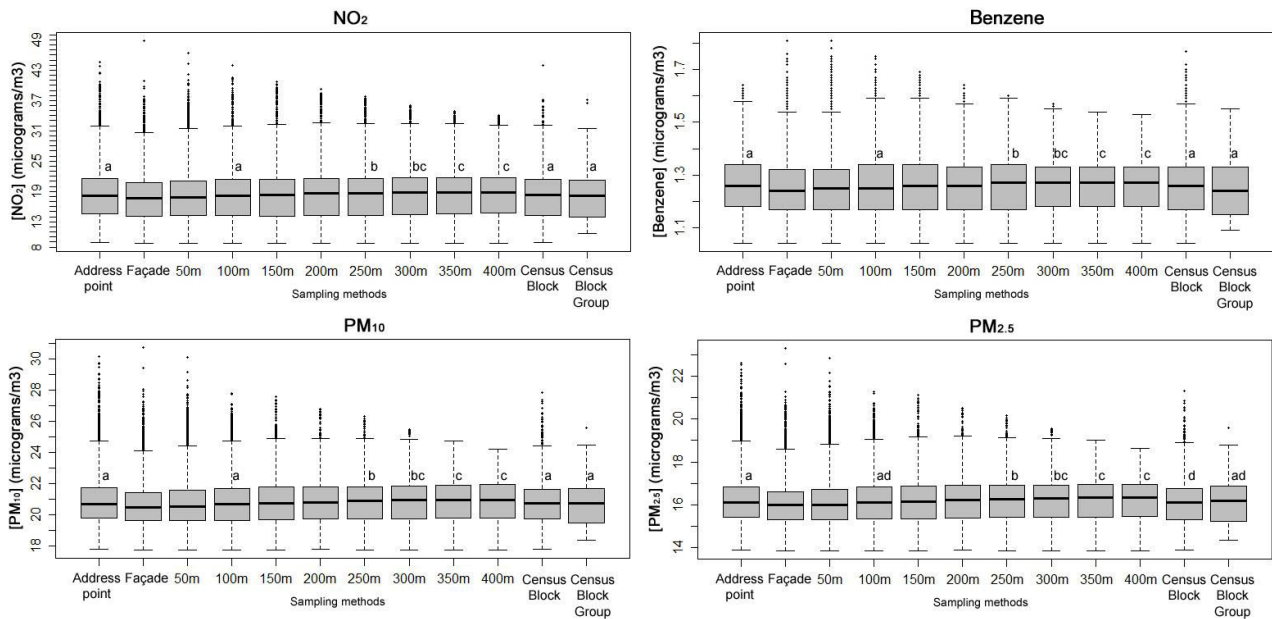 NO2
[NO2] (micrograms/m3)
49
43
37
31
25
19
13
8
a
a
b
bc
c
c
a
a
Address point
Façade
50m
100m
150m
200m
250m
300m
350m
400m
Census Block
Census Block Group
Sampling methods
Benzene
[Benzene] (micrograms/m3)
1.7
1.5
1.3
1.1
a
a
b
bc
c
c
a
a
Address point
Façade
50m
100m
150m
200m
250m
300m
350m
400m
Census Block
Census Block Group
Sampling methods
PM10
[PM10] (micrograms/m3)
30
28
26
24
22
20
18
a
a
b
bc
c
c
a
a
Address point
Façade
50m
100m
150m
200m
250m
300m
350m
400m
Census Block
Census Block Group
Sampling methods
PM2.5
[PM2.5] (micrograms/m3)
22
20
18
16
14
a
ad
b
bc
c
c
d
ad
Address point
Façade
50m
100m
150m
200m
250m
300m
350m
400m
Census Block
Census Block Group
Sampling methods